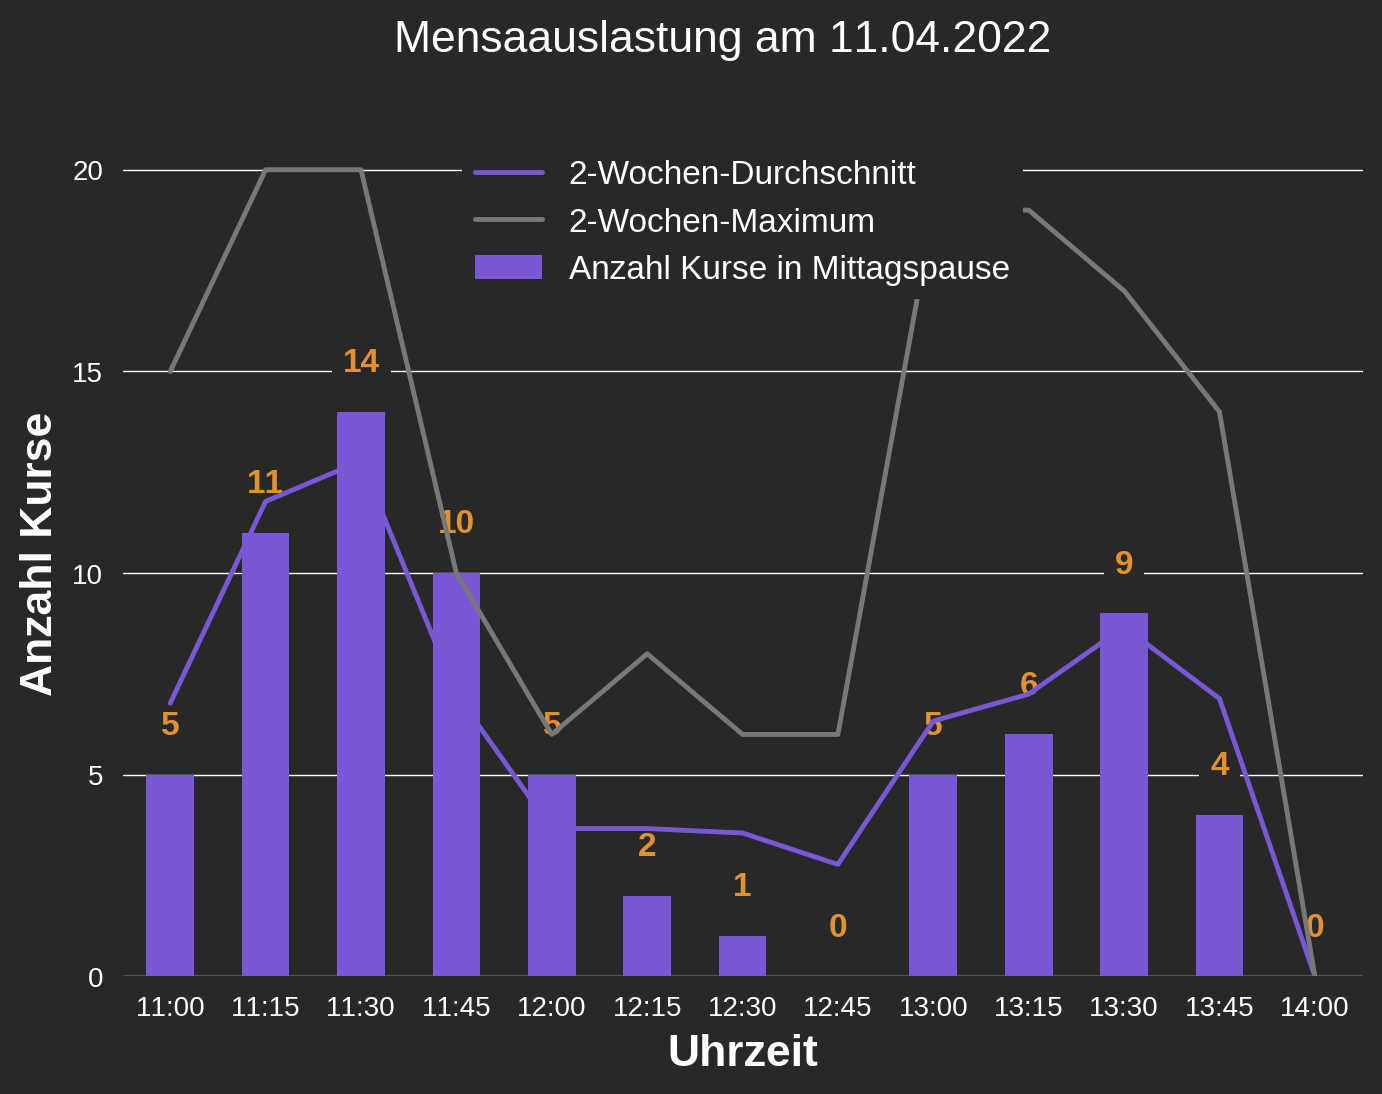 Mensaauslastung am 11.04.2022
2-Wochen-Durchschnitt
2-Wochen-Maximum
Anzahl Kurse in Mittagspause
Anzahl Kurse
20
15
10
5
0
5
11
14
10
5
2
1
0
5
6
9
4
0
11:00 11:15 11:30 11:45 12:00 12:15 12:30 12:45 13:00 13:15 13:30 13:45 14:00
Uhrzeit